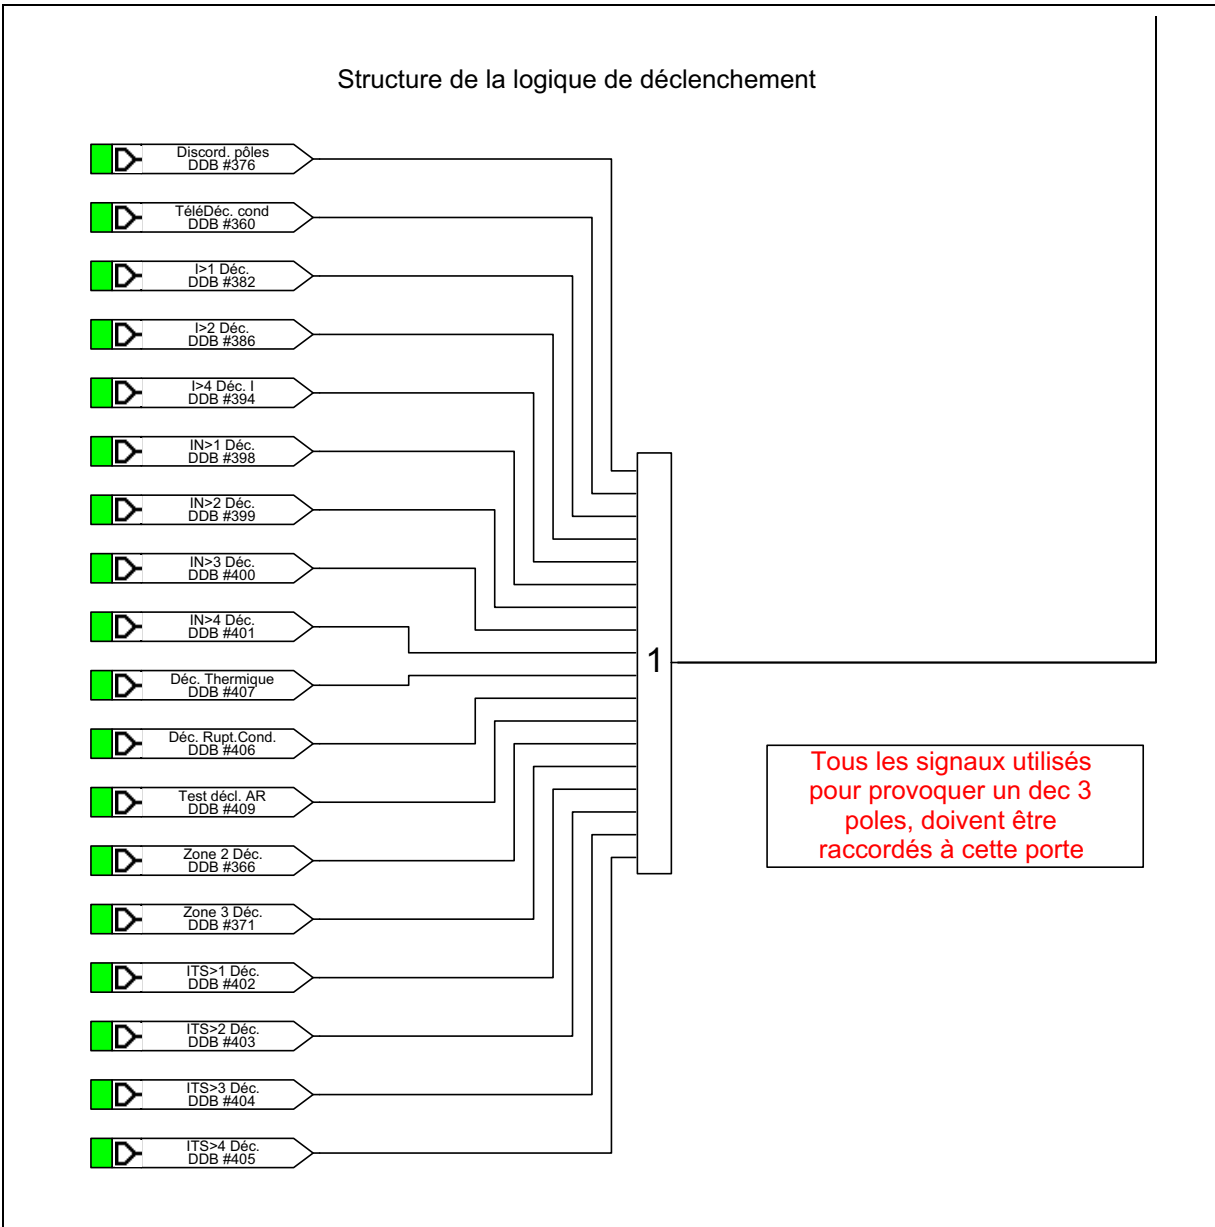 Structure de la logique de déclenchement
Discord. pôles
DDB #376
TéléDéc. cond
DDB #360
I>1 Déc.
DDB #382
I>2 Déc.
DDB #386
I>4 Déc. I
DDB #394
IN>1 Déc.
DDB #398
IN>2 Déc.
DDB #399
IN>3 Déc.
DDB #400
IN>4 Déc.
DDB #401
Déc. Thermique
DDB #407
Déc. Rupt.Cond.
DDB #406
Test décl. AR
DDB #409
Zone 2 Déc.
DDB #366
Zone 3 Déc.
DDB #371
ITS>1 Déc.
DDB #402
ITS>2 Déc.
DDB #403
ITS>3 Déc.
DDB #404
ITS>4 Déc.
DDB #405
1
Tous les signaux utilisés
pour provoquer un dec 3
poles, doivent être
raccordés à cette porte